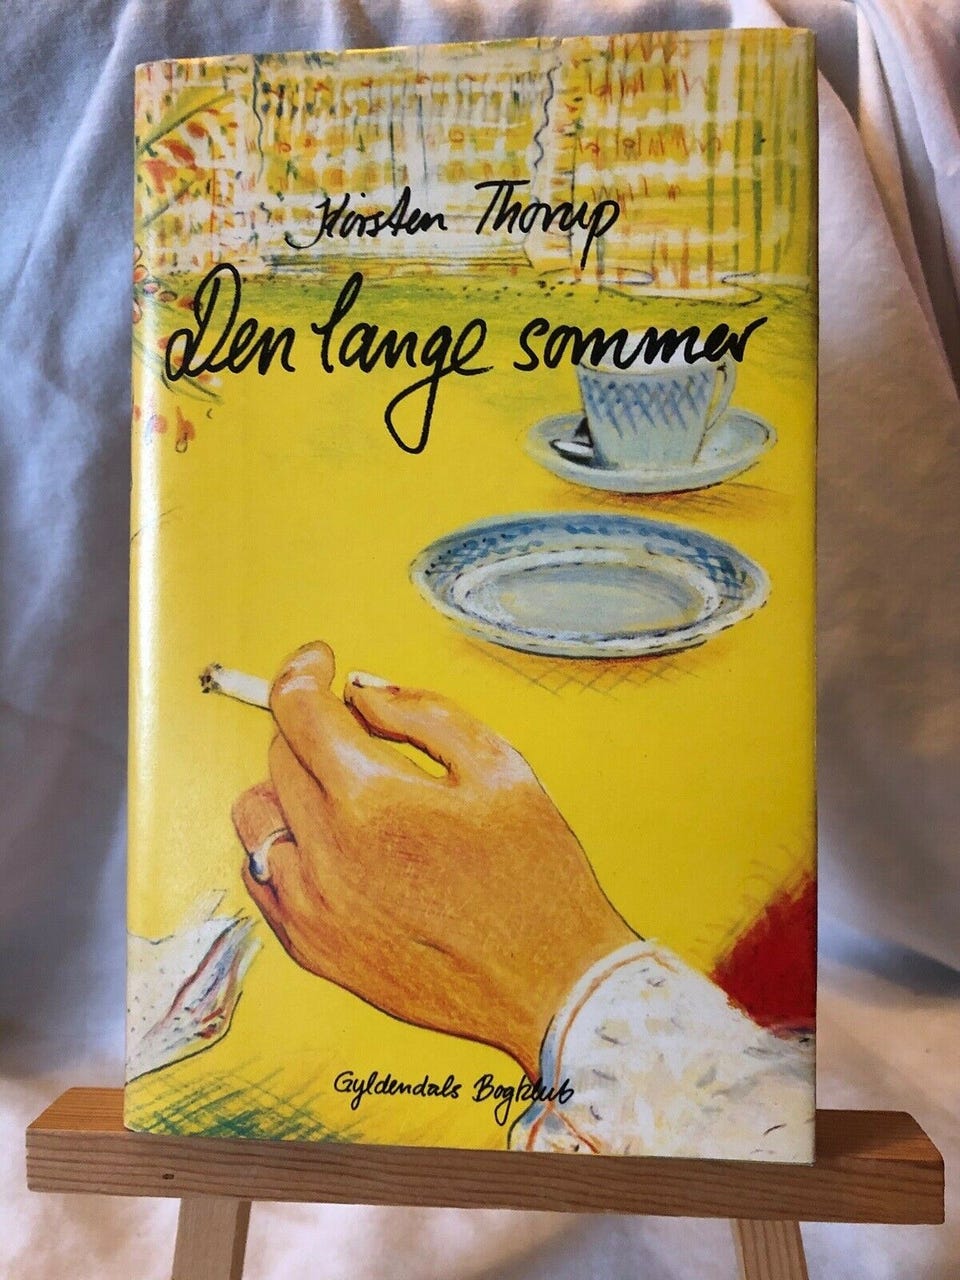 Kirsten Thorup
Den lange sommer
Gyldendals Bogklub